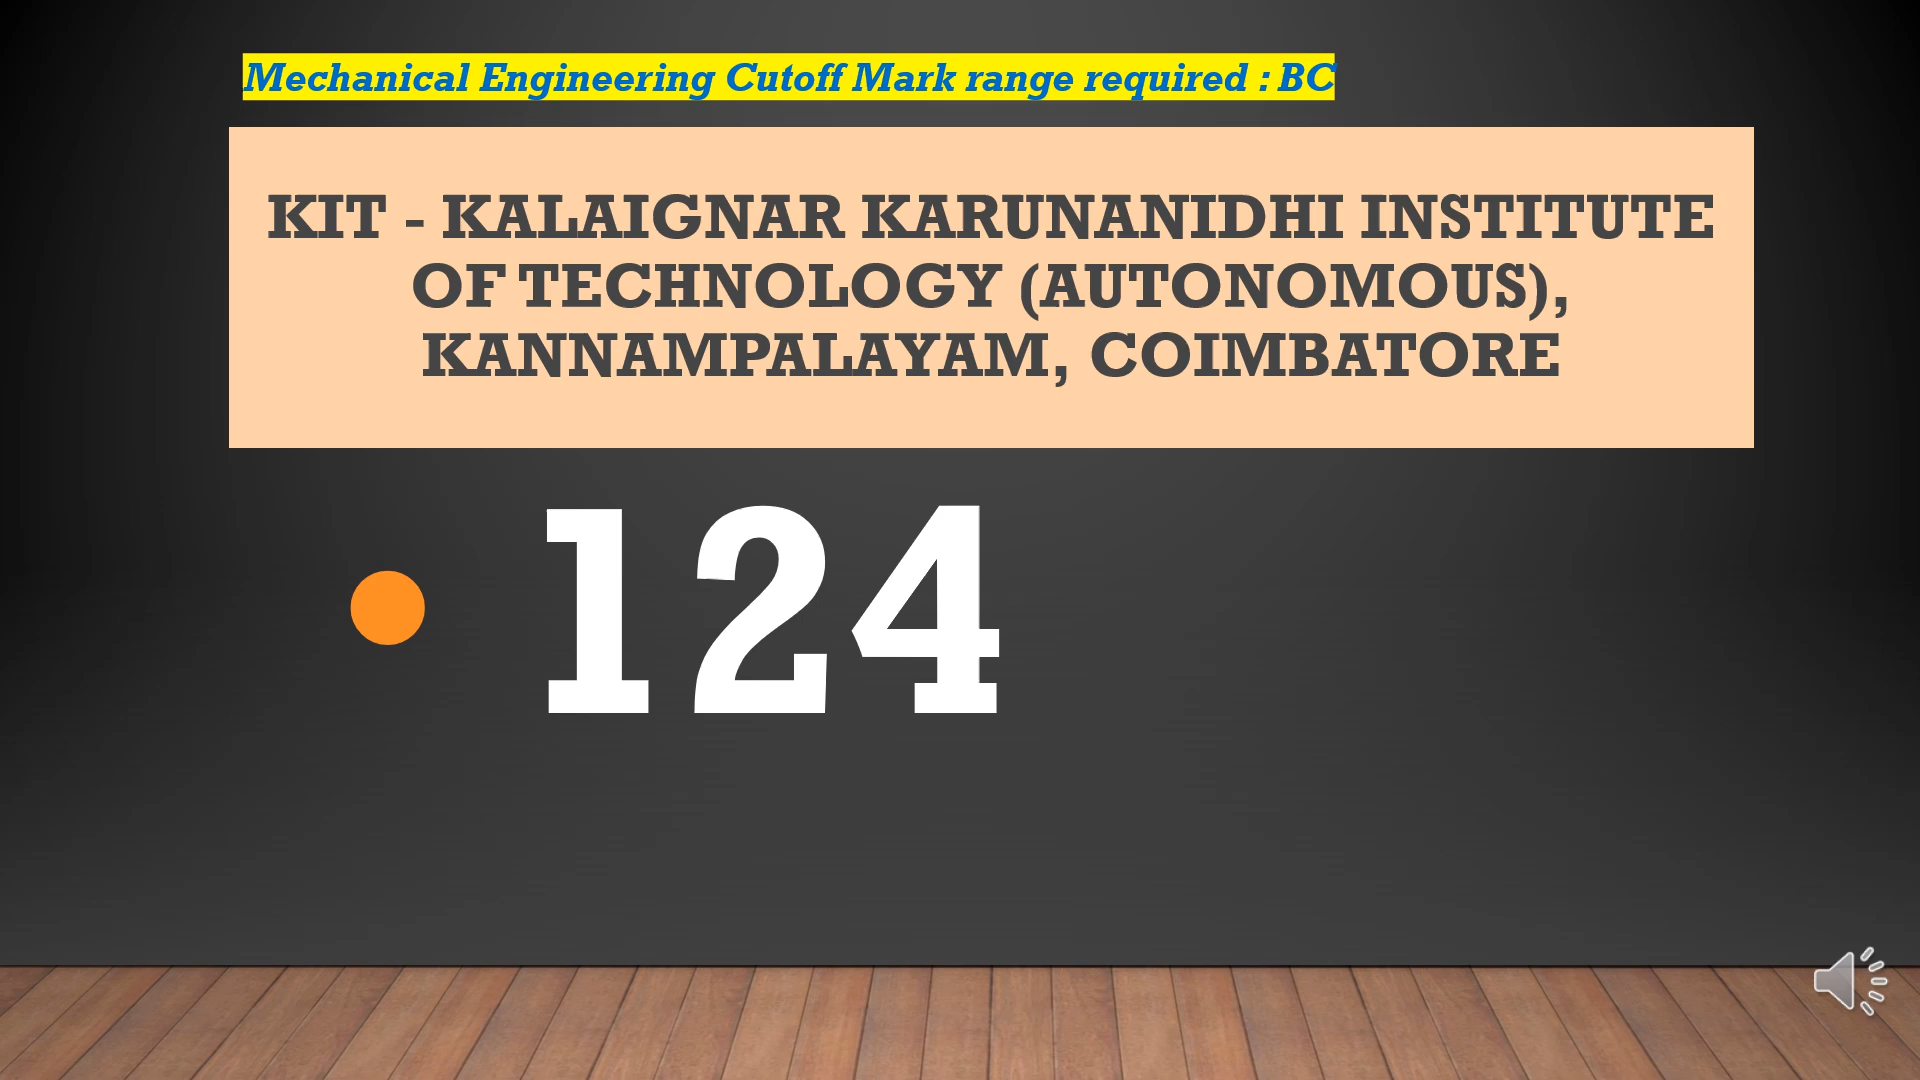 Mechanical Engineering Cutoff Mark range required : BC
KIT - KALAIGNAR KARUNANIDHI INSTITUTE
OF TECHNOLOGY (AUTONOMOUS),
KANNAMPALAYAM, COIMBATORE
124